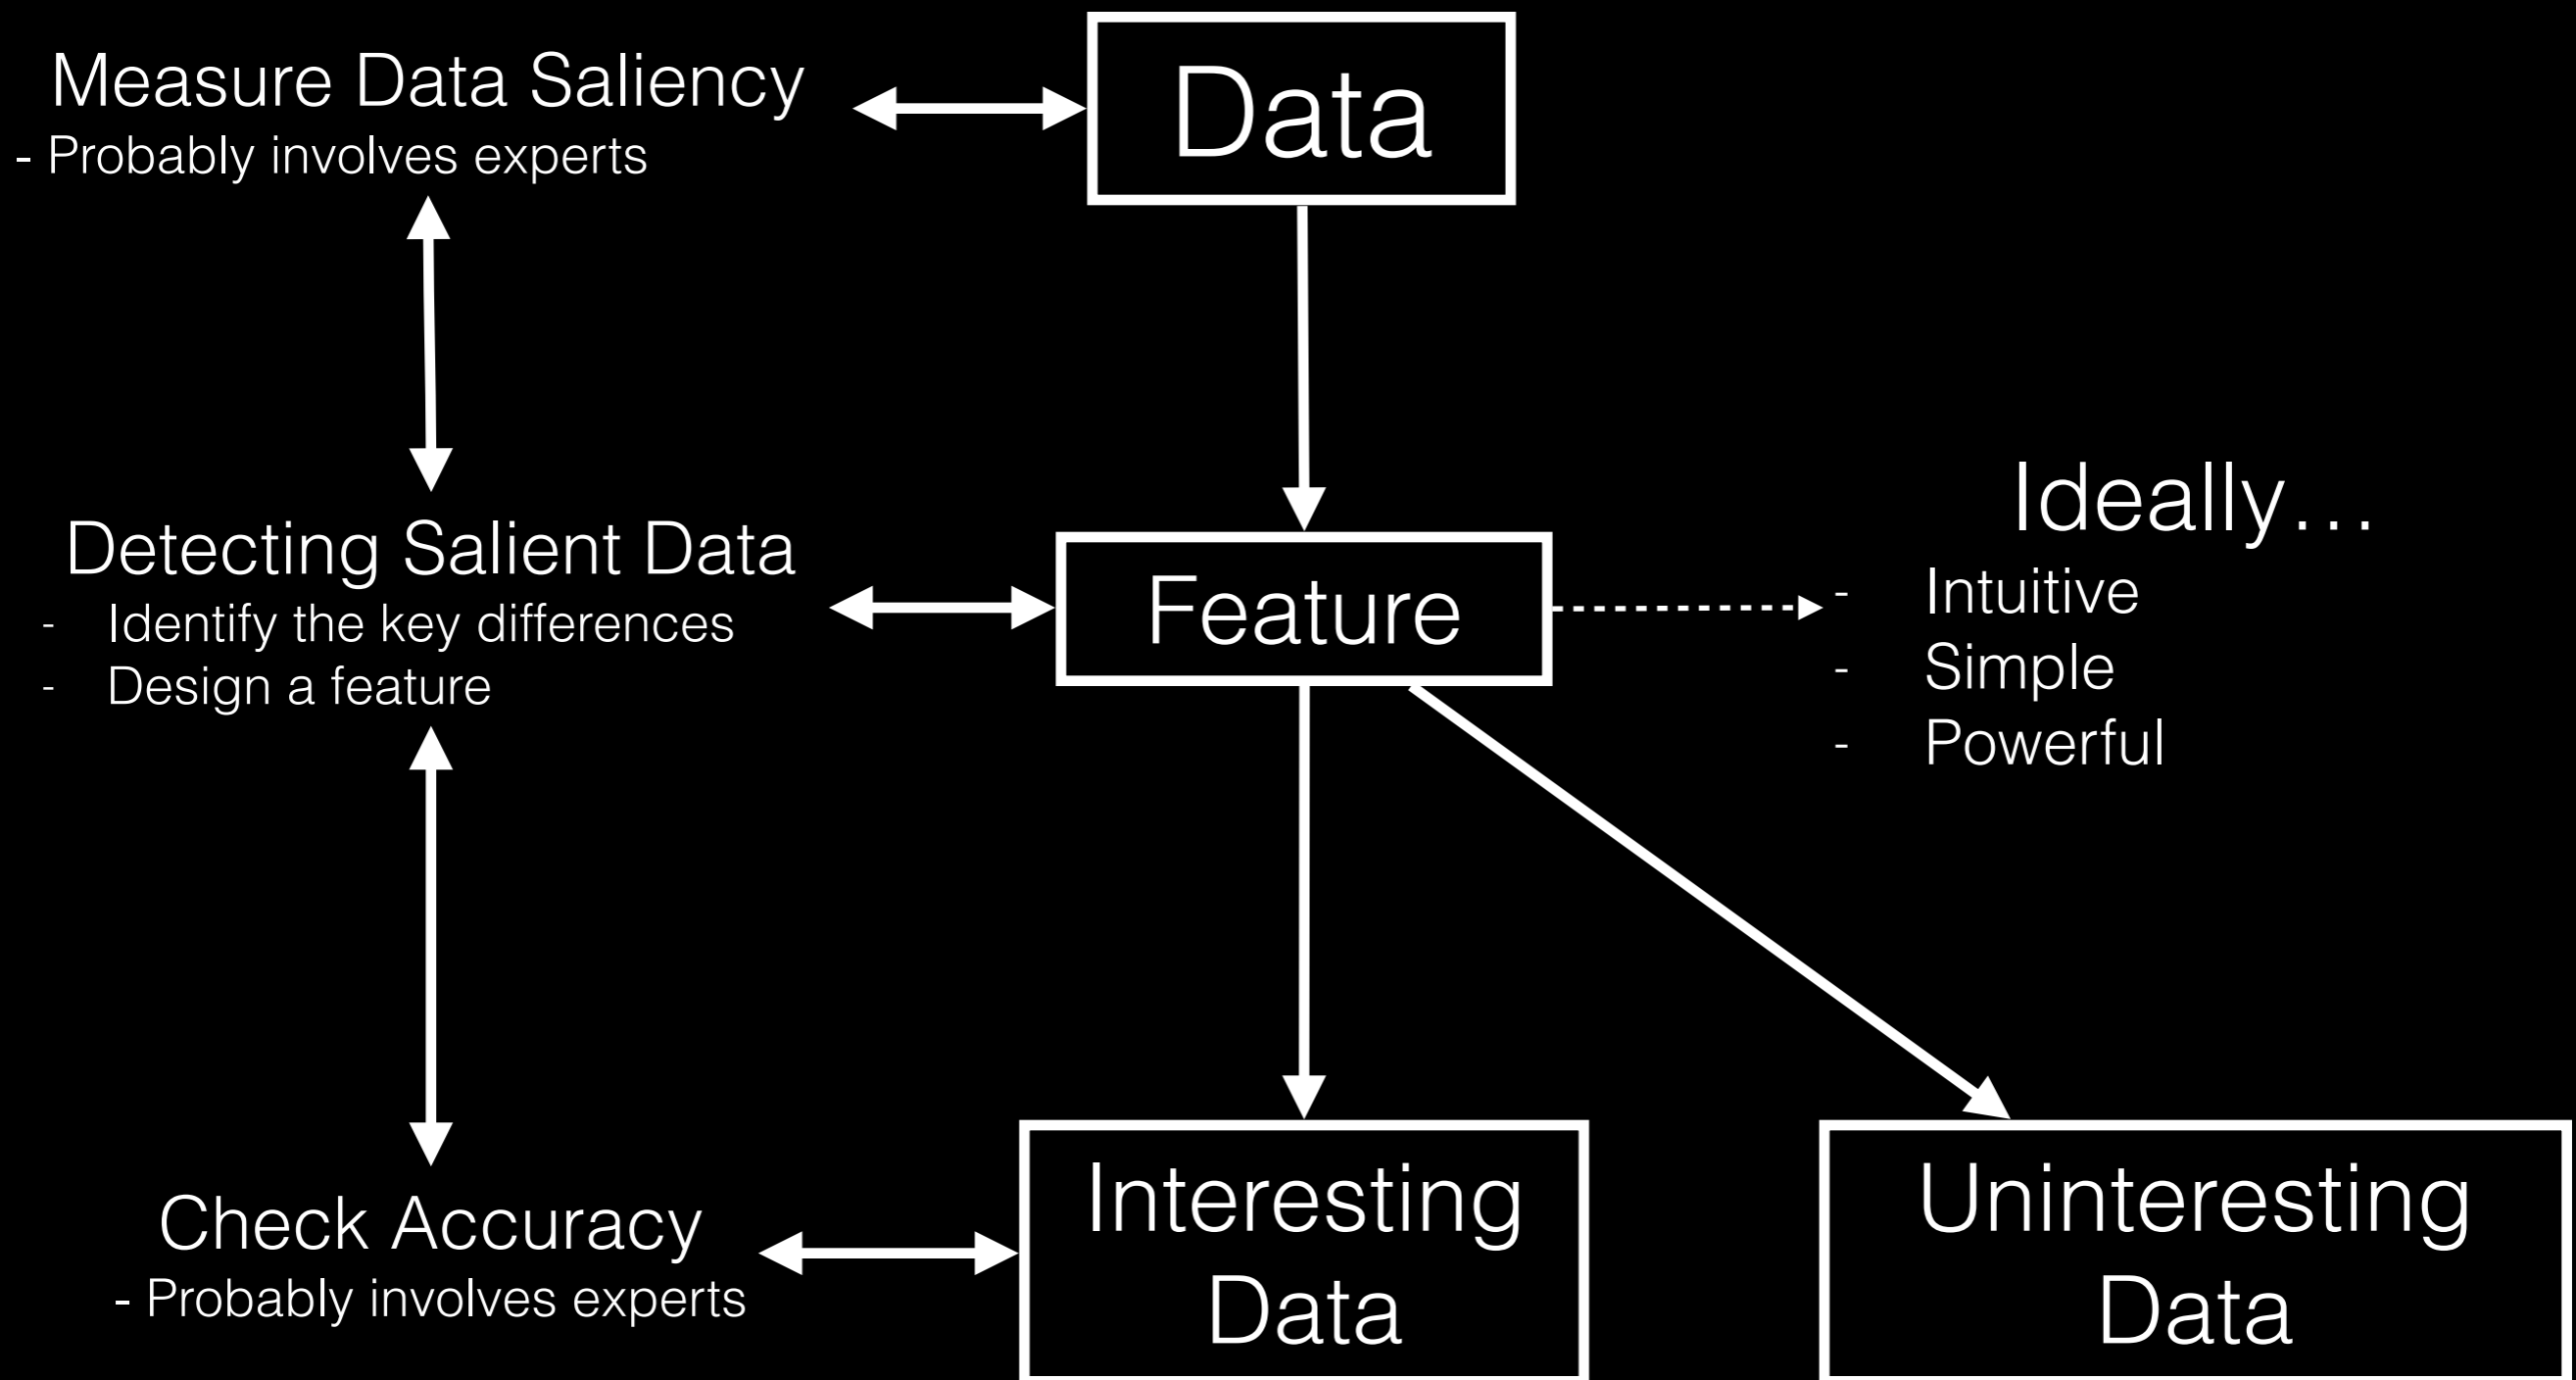 Measure Data Saliency
- Probably involves experts
Data
Detecting Salient Data
- Identify the key differences
- Design a feature
Feature
Ideally…
- Intuitive
- Simple
- Powerful
Check Accuracy
- Probably involves experts
Interesting
Data
Uninteresting
Data